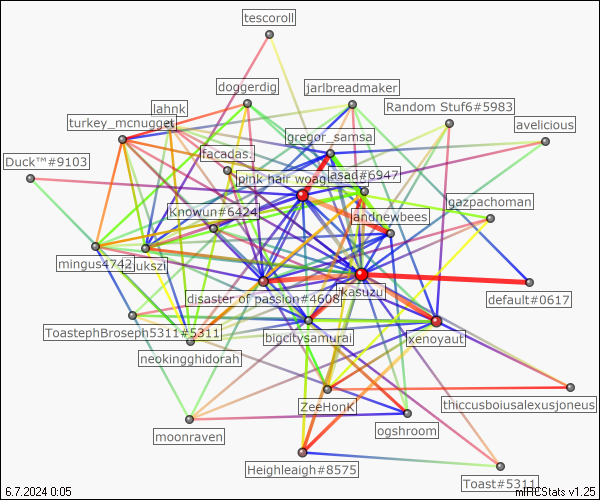 tescoroll
doggerdig
jarlbreadmaker
lahnk
Random Stuf6#5983
turkey_mcnugget
gregor_samsa
avelicious
facadas.
Duck™#9103
pink hair woag
asad#6947
gazpachoman
Knowun#6424
jandnewbees
mingus4742
ukszi
kasuzu
disaster of passion#4608
default#0617
ToastephBroseph5311#5311
bigcitysamurai
xenoyaut
neokingghidorah
ZeeHonK
thiccusboiusalexusjoneus
moonraven
ogshroom
Heighleaigh#8575
Toast#5311
6.7.2024 0:05
mIRCStats v1.25